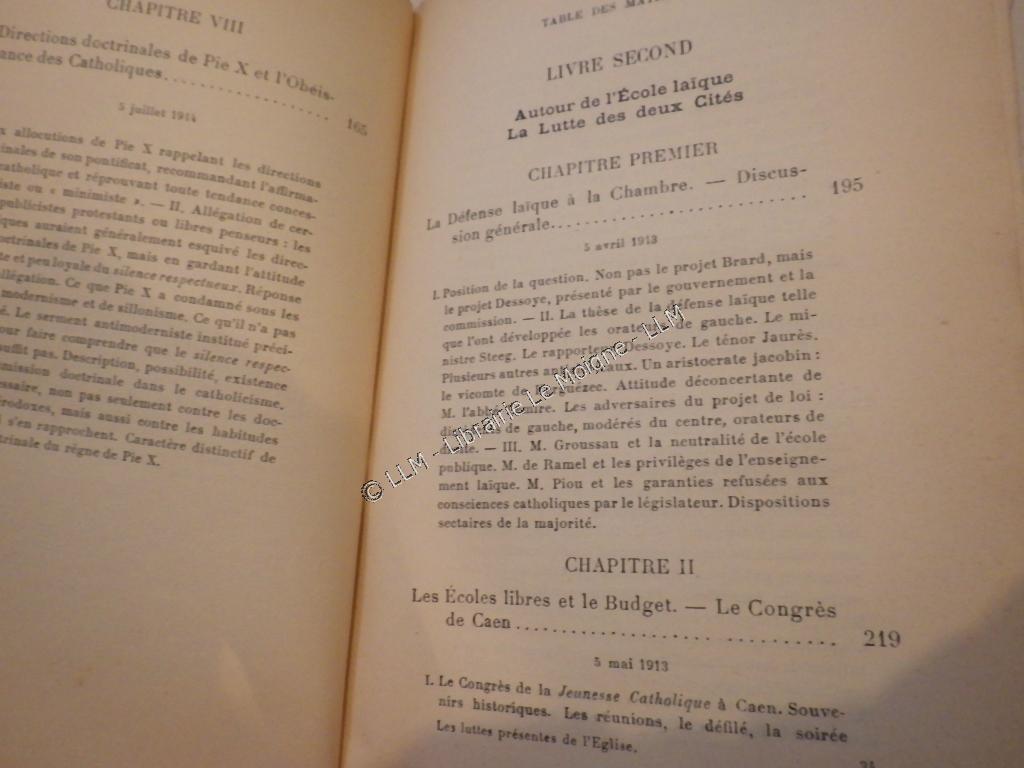 CHAPITRE VIII
Directions doctrinales de Pie X et l'Obéis-
ance des Catholiques
165
5 juillet 1914
x allocutions de Pie X rappelant les directions
inales de son pontificat, recommandant l'affirma-
catholique et réprouvant toute tendance conces-
iste ou « minimiste ». — II. Allégation de cer-
publicistes protestants ou libres penseurs : les
iques auraient généralement esquivé les direc-
octrinales de Pie X, mais en gardant l'attitude
te et peu loyale du silence respectueux. Réponse
llégation. Ce que Pie X a condamné sous les
modernisme et de sillonisme. Ce qu'il n'a pas
é. Le serment antimoderniste institué préci-
our faire comprendre que le silence respec-
uffit pas. Description, possibilité, existence
mission doctrinale dans le catholicisme.
essaire, non pas seulement contre les doc-
érodoxes, mais aussi contre les habitudes
i s'en rapprochent. Caractère distinctif de
trinale du règne de Pie X.
TABLE DES MAT
LIVRE SECOND
Autour de l'École laïque
La Lutte des deux Cités
CHAPITRE PREMIER
La Défense laïque à la Chambre. — Discus-
sion générale
195
5 avril 1913
I. Position de la question. Non pas le projet Brard, mais
le projet Dessoye, présenté par le gouvernement et la
commission. — II. La thèse de la défense laïque telle
que l'ont développée les orateurs de gauche. Le mi-
nistre Steeg. Le rapporteur Dessoye. Le ténor Jaurès.
Plusieurs autres Un aristocrate jacobin :
le vicomte de Attitude déconcertante de
M. l'abbé Lemire. Les adversaires du projet de loi :
de gauche, modérés du centre, orateurs de
droite. — III. M. Groussau et la neutralité de l'école
publique. M. de Ramel et les privilèges de l'enseigne-
ment laïque. M. Piou et les garanties refusées aux
consciences catholiques par le législateur. Dispositions
sectaires de la majorité.
CHAPITRE II
Les Écoles libres et le Budget. — Le Congrès
de Caen
219
5 mai 1913
I. Le Congrès de la Jeunesse Catholique à Caen. Souve-
nirs historiques. Les réunions, le défilé, la soirée
Les luttes présentes de l'Eglise.
© LLM - Librairie Le Moigne - LLM